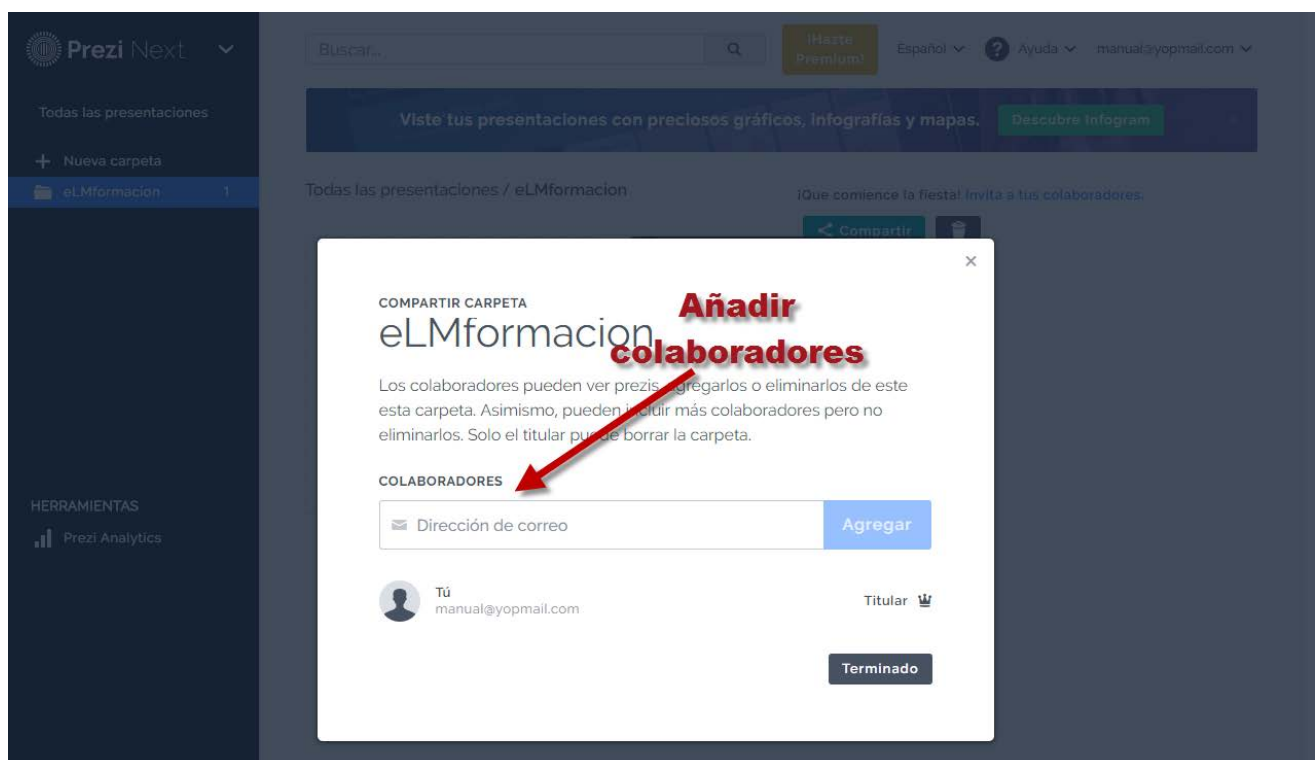 Prezi Next
Buscar...
¡Hazte
Premium!
Español
Ayuda
manual@yopmail.com
Todas las presentaciones
Viste tus presentaciones con preciosos gráficos, infografías y mapas.
Descubre Infogram
Nueva carpeta
eLMformacion 1
Todas las presentaciones / eLMformacion
¡Que comience la fiesta! Invita a tus colaboradores.
Compartir
COMPARTIR CARPETA
eLMformacion
Añadir
colaboradores
Los colaboradores pueden ver prezis, agregarlos o eliminarlos de este
esta carpeta. Asimismo, pueden incluir más colaboradores pero no
eliminarlos. Solo el titular puede borrar la carpeta.
COLABORADORES
Dirección de correo
Agregar
HERRAMIENTAS
Prezi Analytics
Tú
manual@yopmail.com
Titular
Terminado